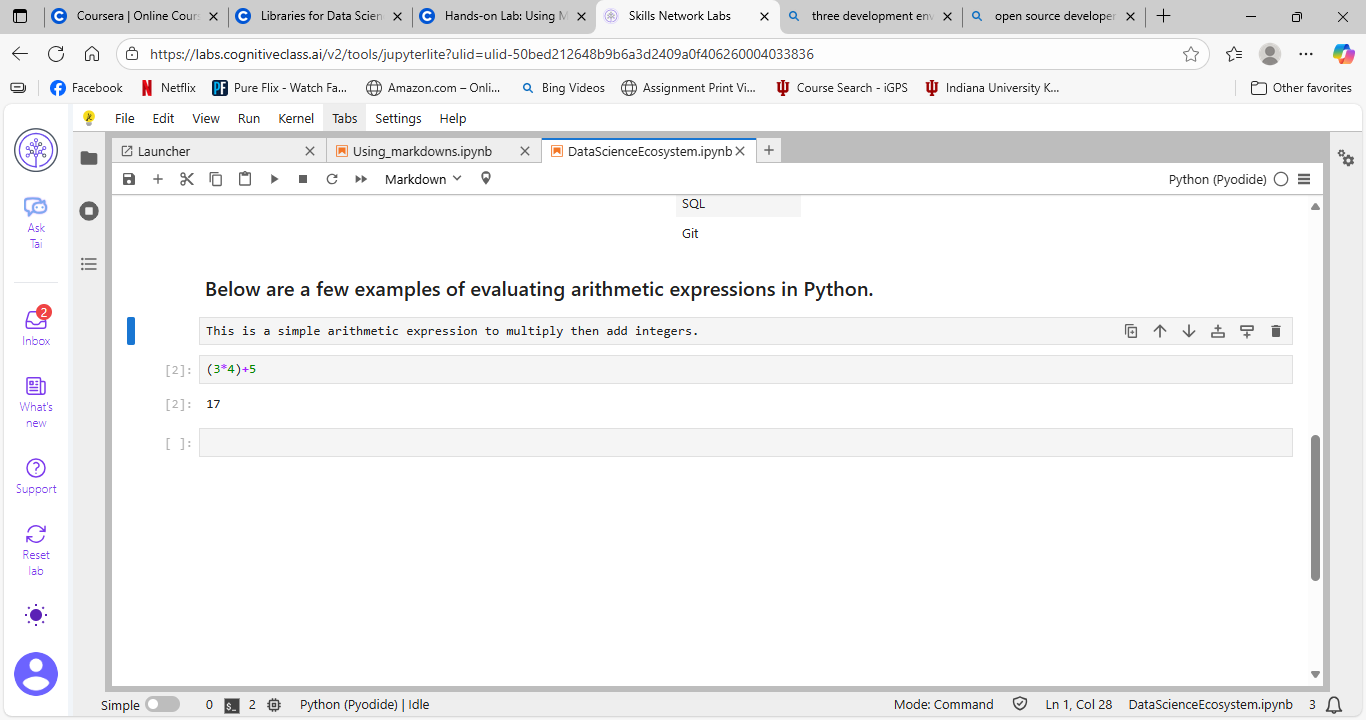 Coursera | Online Cours
Libraries for Data Scien
Hands-on Lab: Using M
Skills Network Labs
three development env
open source developer
https://labs.cognitiveclass.ai/v2/tools/jupyterlite?ulid=ulid-50bed212648b9b6a3d2409a0f406260004033836
Facebook
Netflix
Pure Flix - Watch Fa...
Amazon.com – Onli...
Bing Videos
Assignment Print Vi...
Course Search - iGPS
Indiana University K...
Other favorites
File Edit View Run Kernel Tabs Settings Help
Launcher
Using_markdowns.ipynb
DataScienceEcosystem.ipynb
Markdown
Python (Pyodide)
Ask
Tai
2
Inbox
What's
new
Support
Reset
lab
SQL
Git
Below are a few examples of evaluating arithmetic expressions in Python.
This is a simple arithmetic expression to multiply then add integers.
[2]: (3*4)+5
[2]: 17
[ ]:
Simple 0 $_ 2 Python (Pyodide) | Idle
Mode: Command Ln 1, Col 28 DataScienceEcosystem.ipynb 3